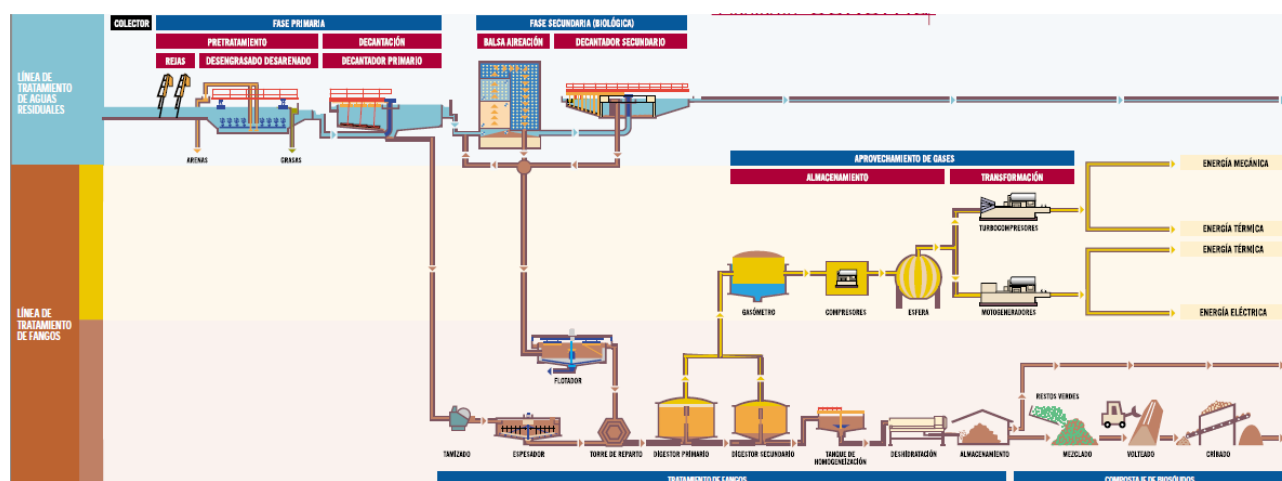 COLECTOR
FASE PRIMARIA
FASE SECUNDARIA (BIOLÓGICA)
PRETRATAMIENTO
DECANTACIÓN
BALSA AIREACIÓN
DECANTADOR SECUNDARIO
REJAS
DESENGRASADO DESARENADO
DECANTADOR PRIMARIO
LÍNEA DE
TRATAMIENTO
DE AGUAS
RESIDUALES
ARENAS
GRASAS
APROVECHAMIENTO DE GASES
ALMACENAMIENTO
TRANSFORMACIÓN
ENERGÍA MECÁNICA
TURBOCOMPRESORES
ENERGÍA TÉRMICA
ENERGÍA TÉRMICA
GASÓMETRO
COMPRESORES
ESFERA
MOTOGENERADORES
ENERGÍA ELÉCTRICA
LÍNEA DE
TRATAMIENTO
DE FANGOS
FLOTADOR
RESTOS VERDES
TAMIZADO
ESPESADOR
TORRE DE REPARTO
DIGESTOR PRIMARIO
DIGESTOR SECUNDARIO
TANQUE DE
HOMOGENEIZACIÓN
DESHIDRATACIÓN
ALMACENAMIENTO
MEZCLADO
VOLTEADO
CRIBADO
TRATAMIENTO DE FANGOS
COMPOSTAJE DE BIOSÓLIDOS